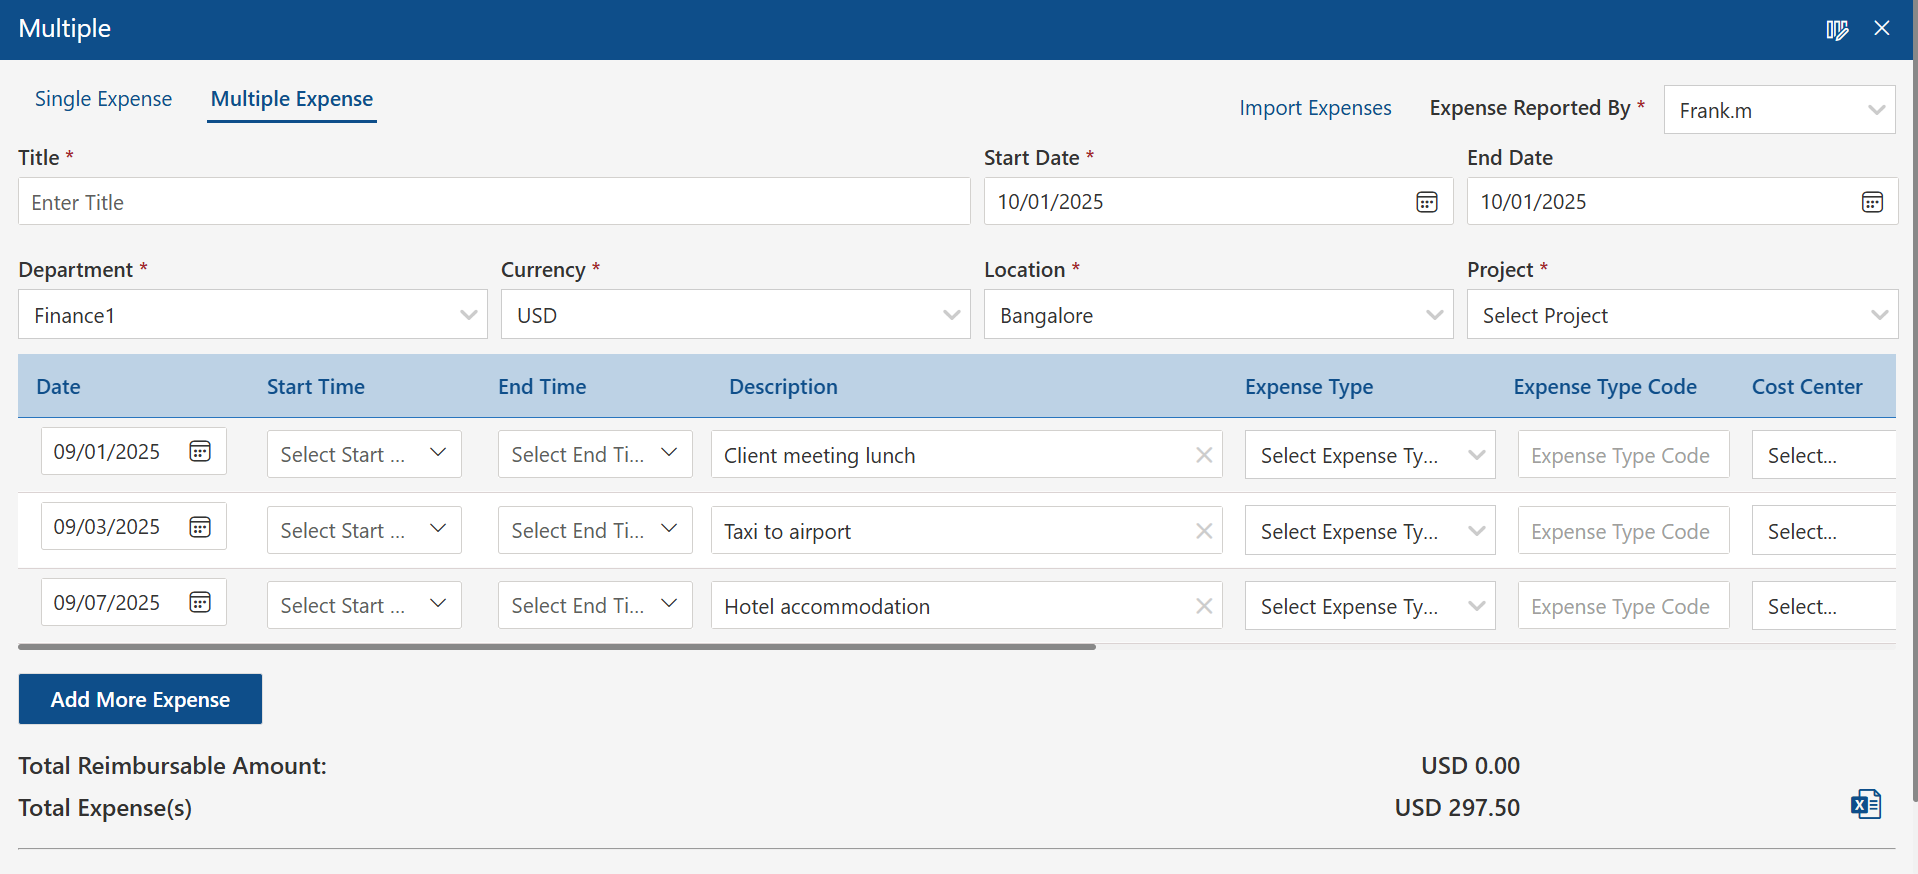 Multiple
Single Expense Multiple Expense Import Expenses Expense Reported By * Frank.m
Title * Start Date * End Date
Enter Title 10/01/2025 10/01/2025
Department * Currency * Location * Project *
Finance1 USD Bangalore Select Project
Date Start Time End Time Description Expense Type Expense Type Code Cost Center
09/01/2025 Select Start ... Select End Ti... Client meeting lunch Select Expense Ty... Expense Type Code Select...
09/03/2025 Select Start ... Select End Ti... Taxi to airport Select Expense Ty... Expense Type Code Select...
09/07/2025 Select Start ... Select End Ti... Hotel accommodation Select Expense Ty... Expense Type Code Select...
Add More Expense
Total Reimbursable Amount: USD 0.00
Total Expense(s) USD 297.50